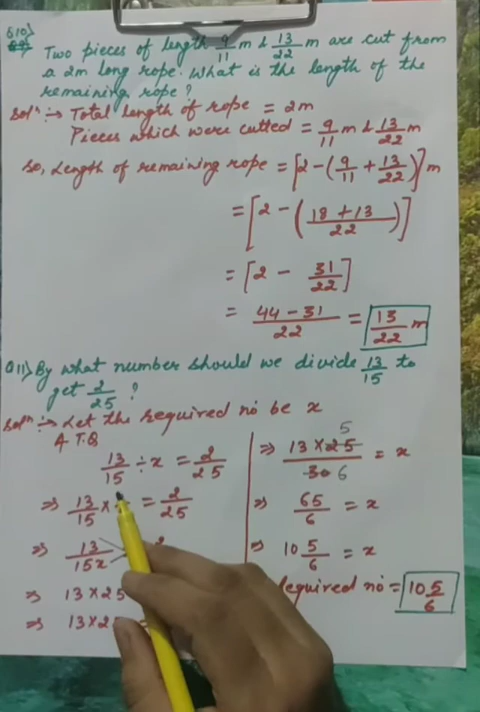 Q10) Two pieces of length 9/11 m & 13/22 m are cut from
a 2m long rope. What is the length of the
remaining rope?
Solⁿ :→ Total length of rope = 2m
Pieces which were cutted = 9/11 m & 13/22 m
So, Length of remaining rope = [2 - (9/11 + 13/22)] m
= [2 - (18 + 13 / 22)]
= [2 - 31/22]
= 44 - 31 / 22 = 13/22 m
Q11) By what number should we divide 13/15 to
get 2/25 ?
Solⁿ :→ Let the required no be x
A.T.Q
13/15 ÷ x = 2/25
⇒ 13/15 × = 2/25
⇒ 13/15x 2
⇒ 13×25
⇒ 13×2
⇒ 13 × 25 5 / 30 6 = x
⇒ 65/6 = x
⇒ 10 5/6 = x
required no = 10 5/6